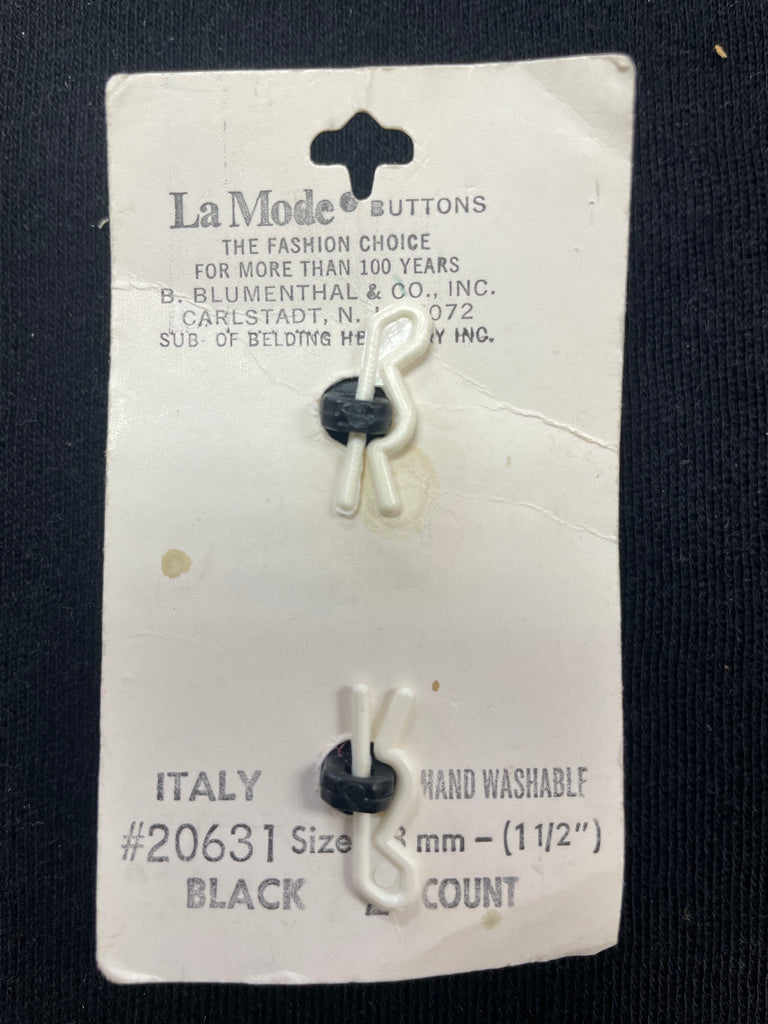 La Mode® BUTTONS
THE FASHION CHOICE
FOR MORE THAN 100 YEARS
B. BLUMENTHAL & CO., INC.
CARLSTADT, N.
SUB. OF BELDING INC.
ITALY HAND WASHABLE
#20631 Size mm – (1 1/2")
BLACK COUNT